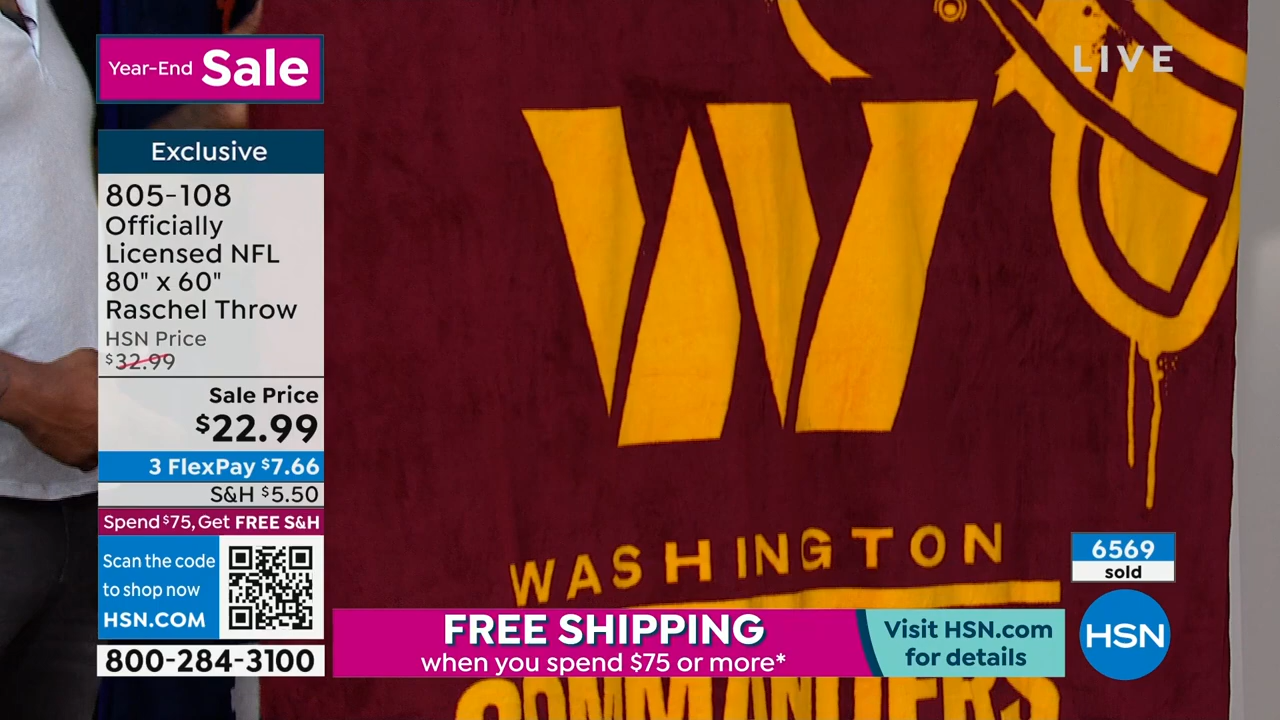 Year-End Sale
LIVE
Exclusive
805-108
Officially
Licensed NFL
80" x 60"
Raschel Throw
HSN Price
$32.99
Sale Price
$22.99
3 FlexPay $7.66
S&H $5.50
Spend $75, Get FREE S&H
Scan the code
to shop now
HSN.COM
800-284-3100
W
WASHINGTON
COMMANDERS
6569
sold
FREE SHIPPING
when you spend $75 or more*
Visit HSN.com
for details
HSN